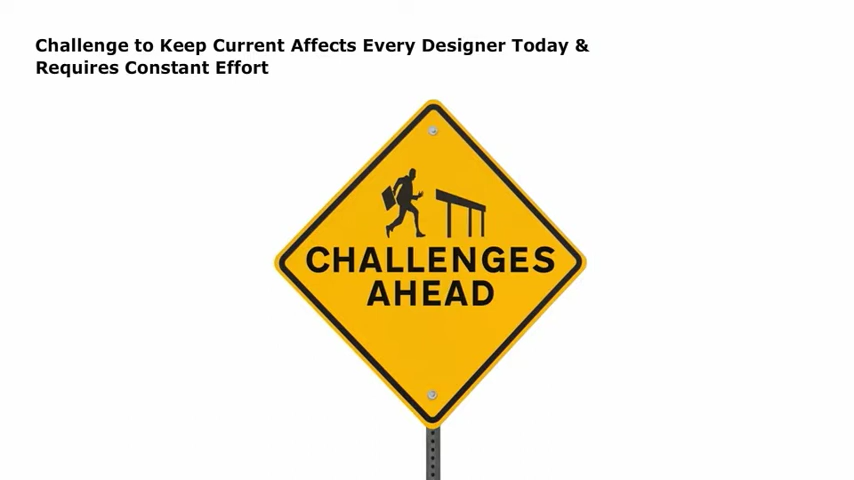 Challenge to Keep Current Affects Every Designer Today &
Requires Constant Effort
CHALLENGES
AHEAD